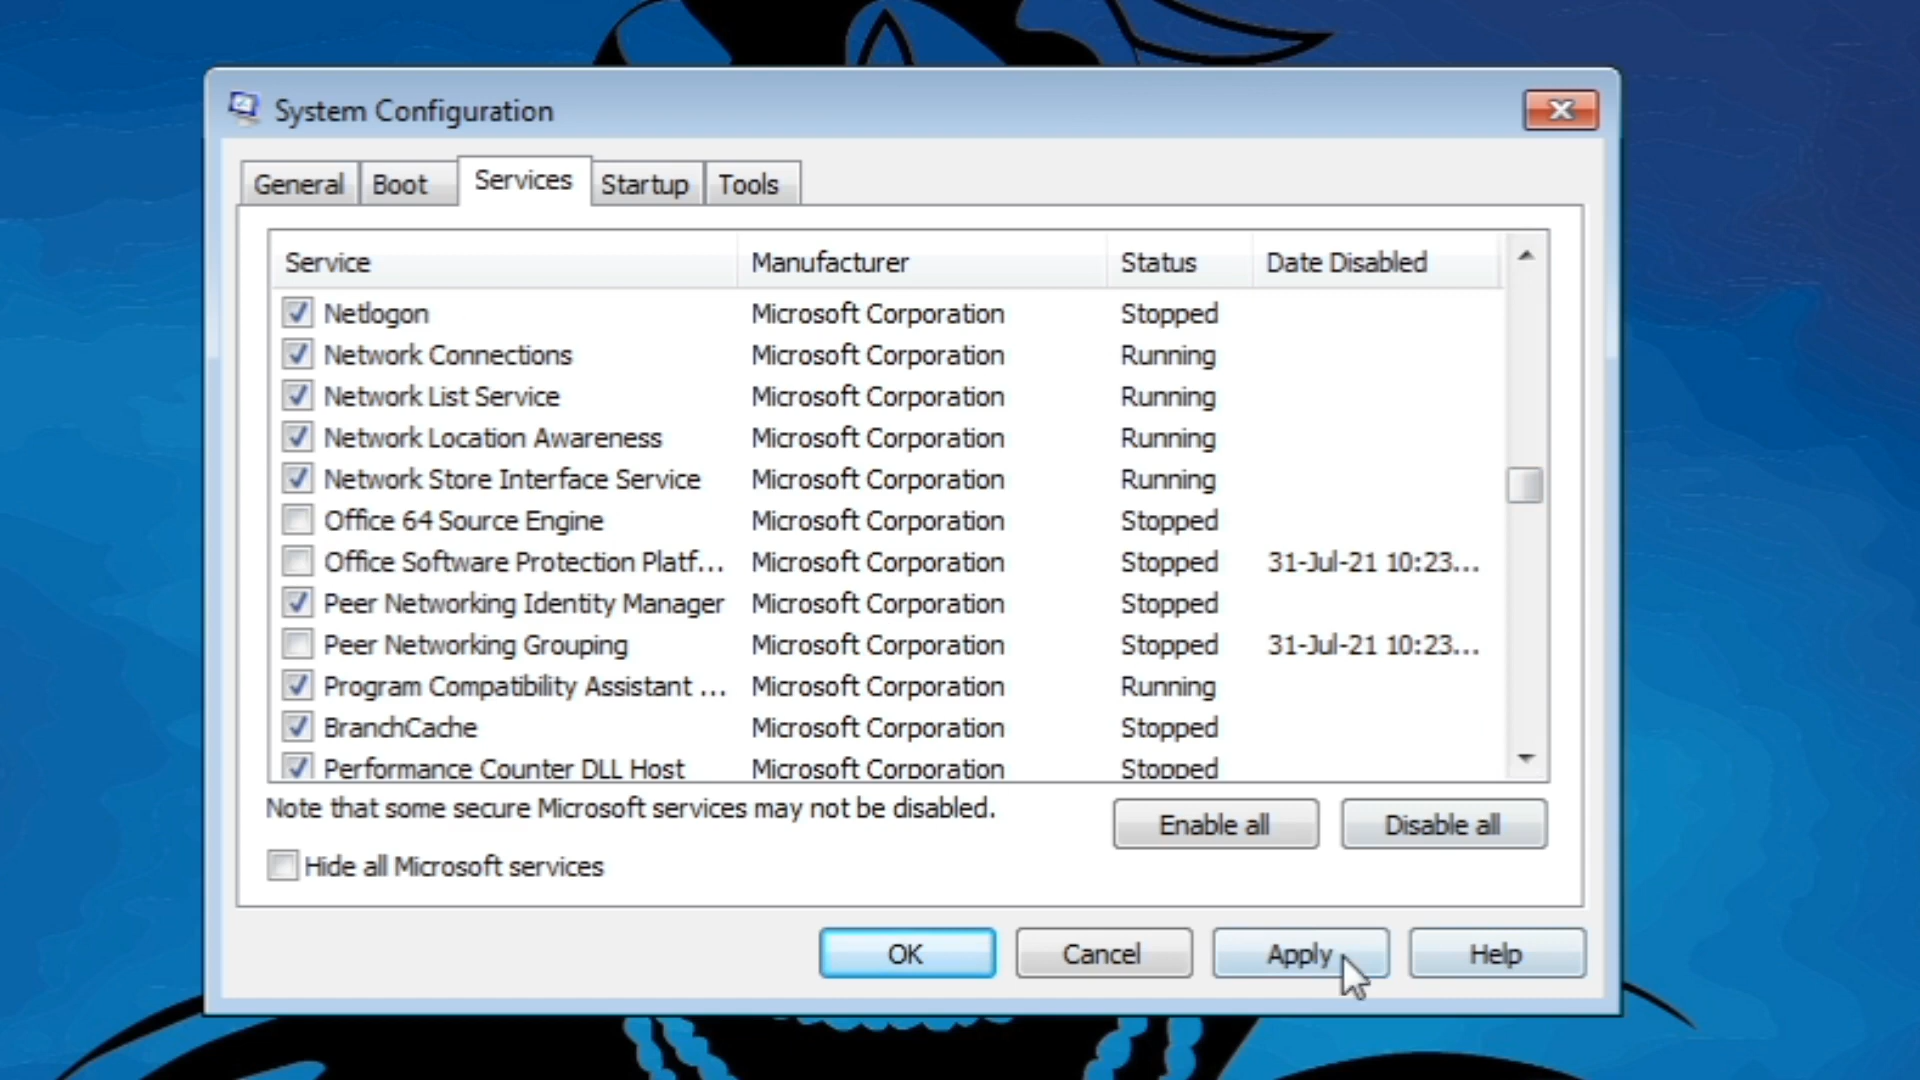 System Configuration
General Boot Services Startup Tools
Service Manufacturer Status Date Disabled
Netlogon Microsoft Corporation Stopped
Network Connections Microsoft Corporation Running
Network List Service Microsoft Corporation Running
Network Location Awareness Microsoft Corporation Running
Network Store Interface Service Microsoft Corporation Running
Office 64 Source Engine Microsoft Corporation Stopped
Office Software Protection Platf... Microsoft Corporation Stopped 31-Jul-21 10:23...
Peer Networking Identity Manager Microsoft Corporation Stopped
Peer Networking Grouping Microsoft Corporation Stopped 31-Jul-21 10:23...
Program Compatibility Assistant ... Microsoft Corporation Running
BranchCache Microsoft Corporation Stopped
Performance Counter DLL Host Microsoft Corporation Stopped
Note that some secure Microsoft services may not be disabled.
Enable all Disable all
Hide all Microsoft services
OK Cancel Apply Help